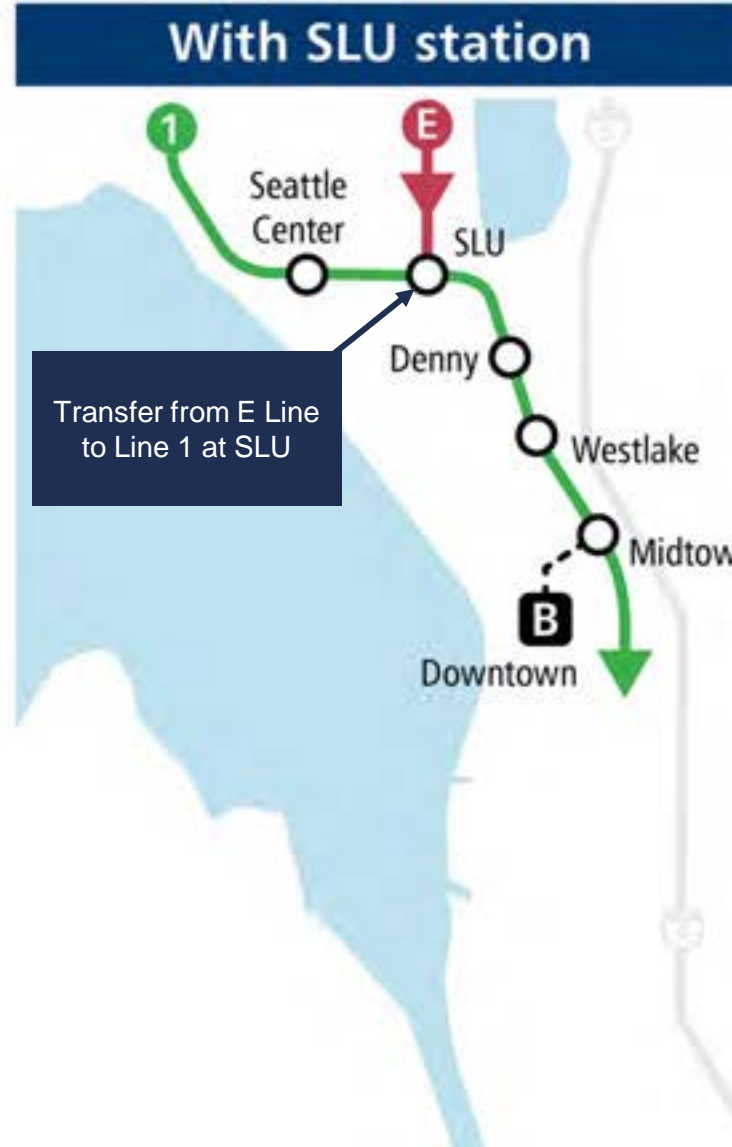 With SLU station
1
E
Seattle
Center
SLU
Denny
Transfer from E Line
to Line 1 at SLU
Westlake
Midtow
B
Downtown